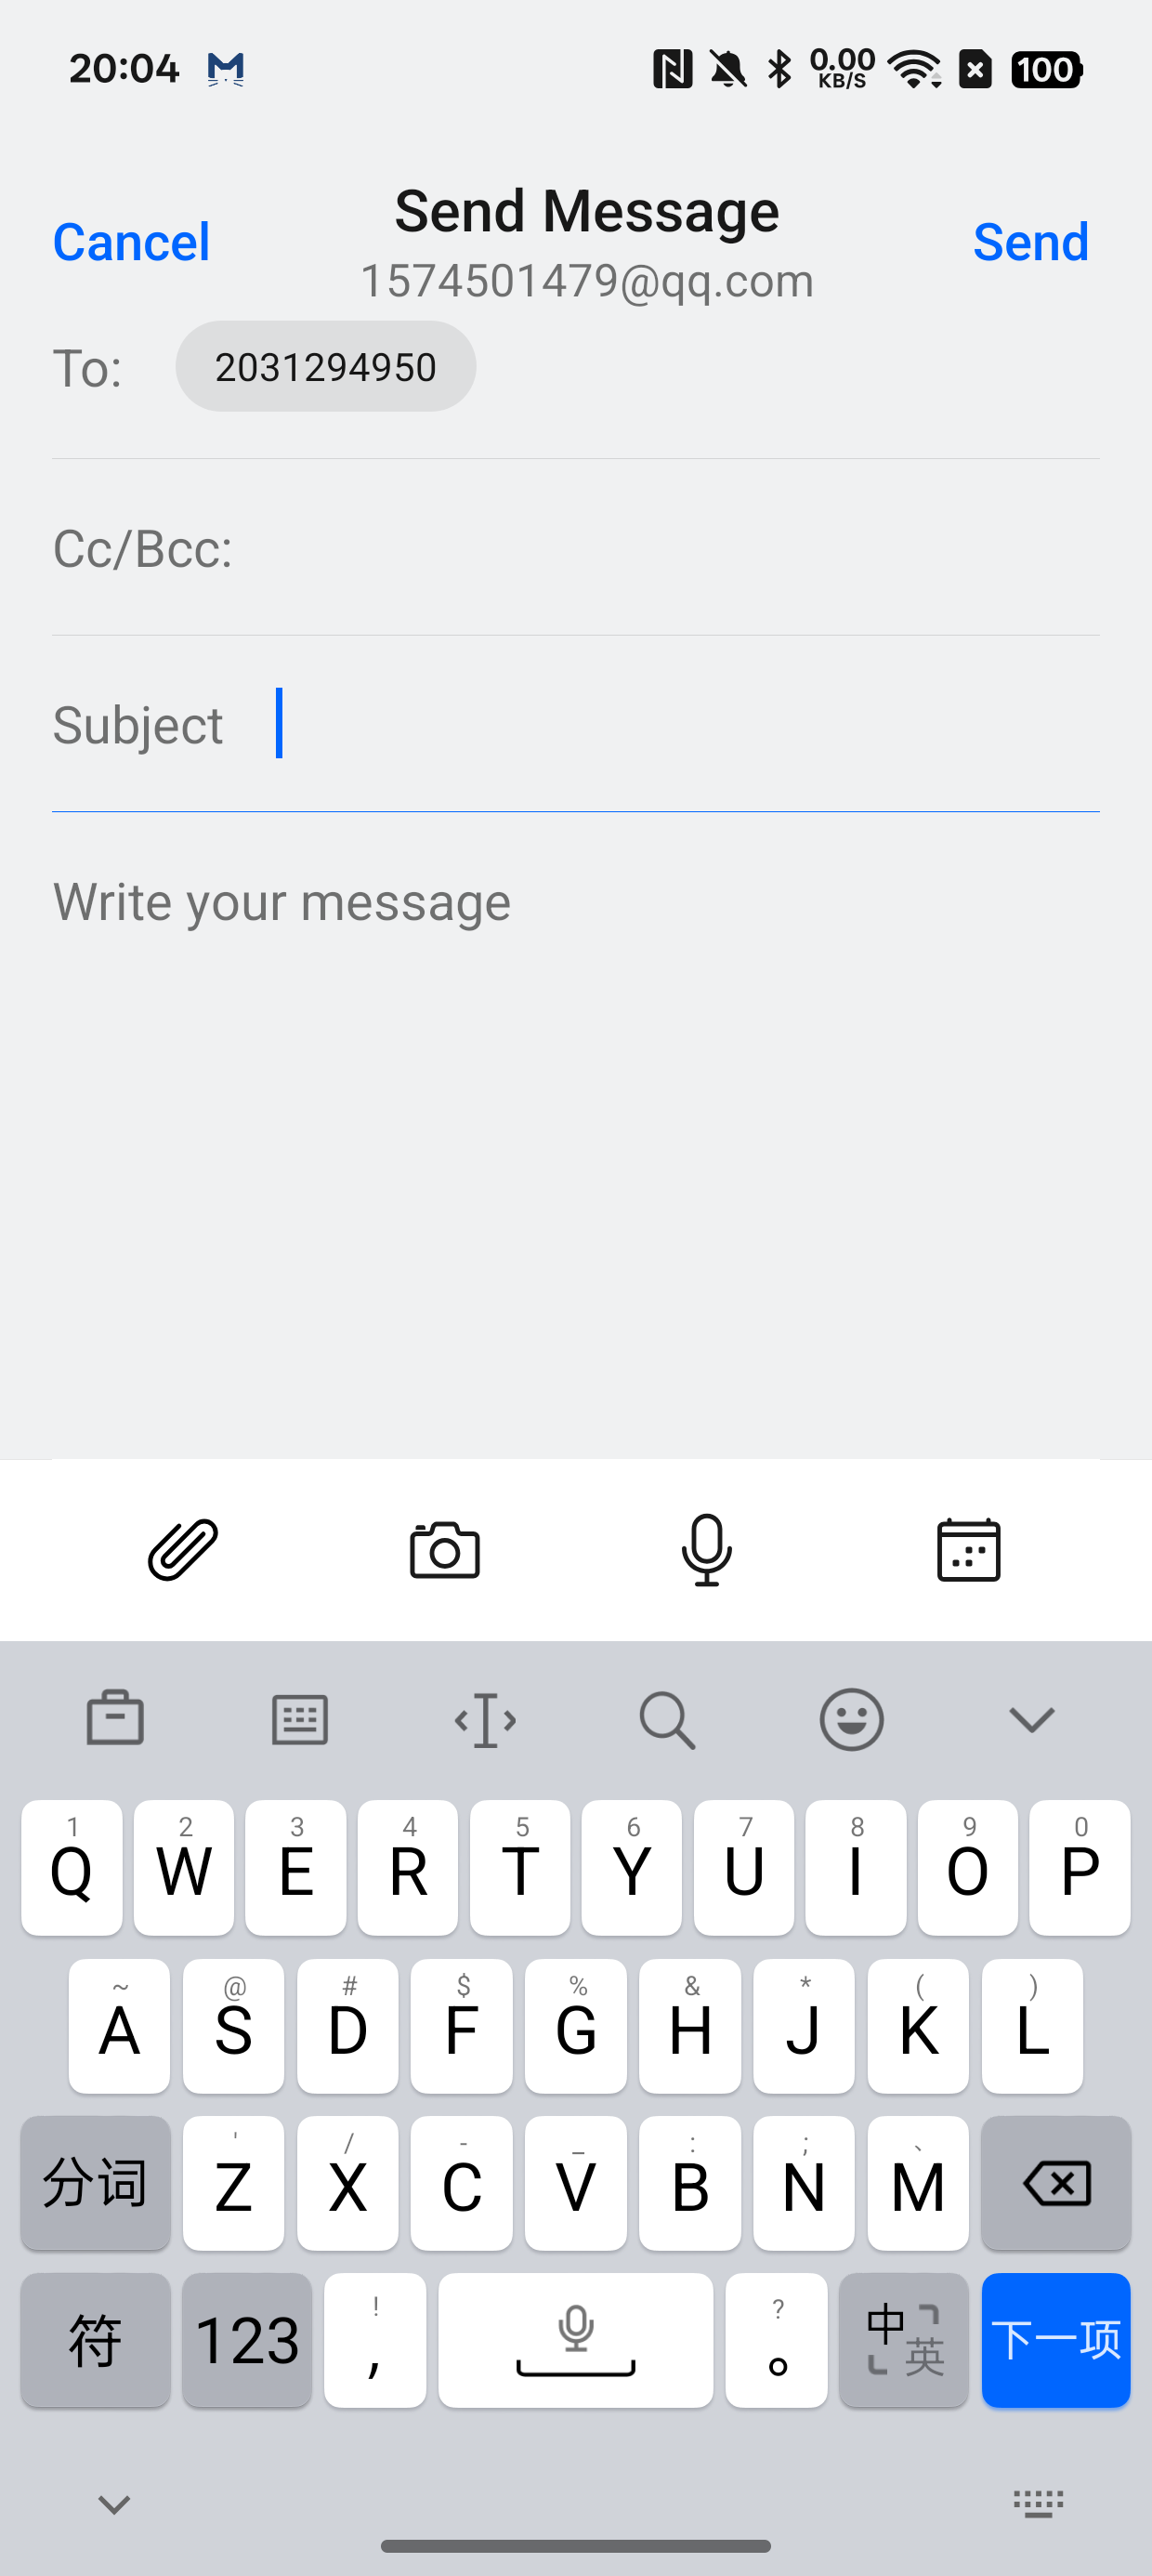 20:04
0.00
KB/S
100
Cancel
Send Message
1574501479@qq.com
Send
To:
2031294950
Cc/Bcc:
Subject
Write your message
1 2 3 4 5 6 7 8 9 0
Q W E R T Y U I O P
~ @ # $ % & * ( )
A S D F G H J K L
' / - _ : ; 、
分词 Z X C V B N M
! ?
符 123 , 。 中 英 下一项